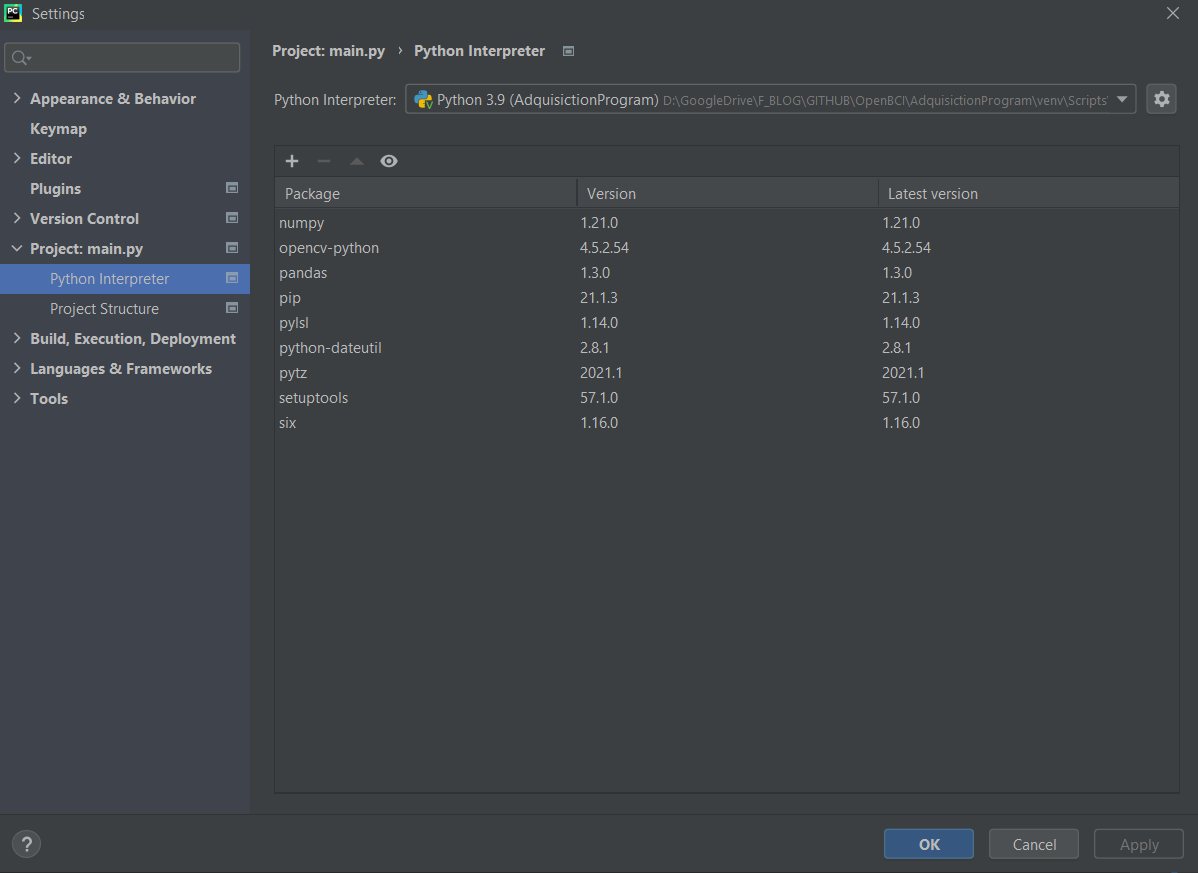 PC Settings
Appearance & Behavior
Keymap
Editor
Plugins
Version Control
Project: main.py
Python Interpreter
Project Structure
Build, Execution, Deployment
Languages & Frameworks
Tools
Project: main.py › Python Interpreter
Python Interpreter: Python 3.9 (AdquisictionProgram) D:\GoogleDrive\F_BLOG\GITHUB\OpenBCI\AdquisictionProgram\venv\Scripts
Package Version Latest version
numpy 1.21.0 1.21.0
opencv-python 4.5.2.54 4.5.2.54
pandas 1.3.0 1.3.0
pip 21.1.3 21.1.3
pylsl 1.14.0 1.14.0
python-dateutil 2.8.1 2.8.1
pytz 2021.1 2021.1
setuptools 57.1.0 57.1.0
six 1.16.0 1.16.0
? OK Cancel Apply